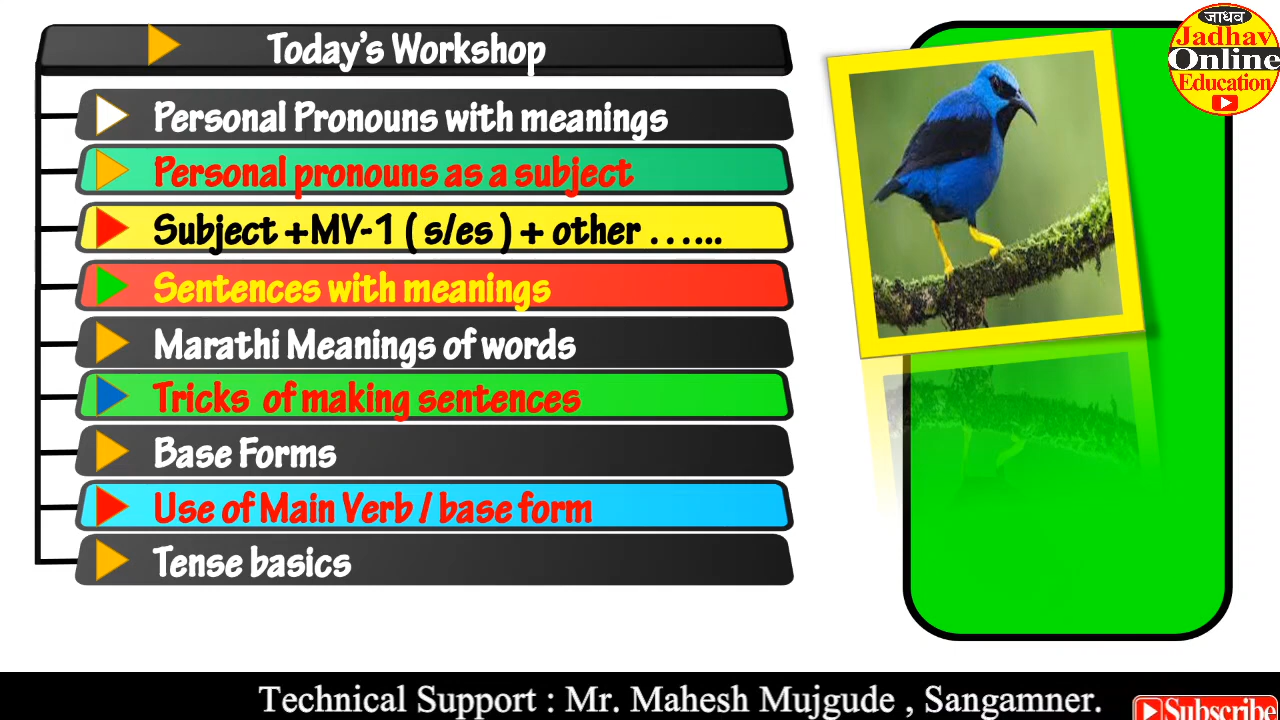 Today's Workshop
Personal Pronouns with meanings
Personal pronouns as a subject
Subject +MV-1 ( s/es ) + other . . . ...
Sentences with meanings
Marathi Meanings of words
Tricks of making sentences
Base Forms
Use of Main Verb / base form
Tense basics
जाधव
Jadhav
Online
Education
Technical Support : Mr. Mahesh Mujgude , Sangamner.
Subscribe